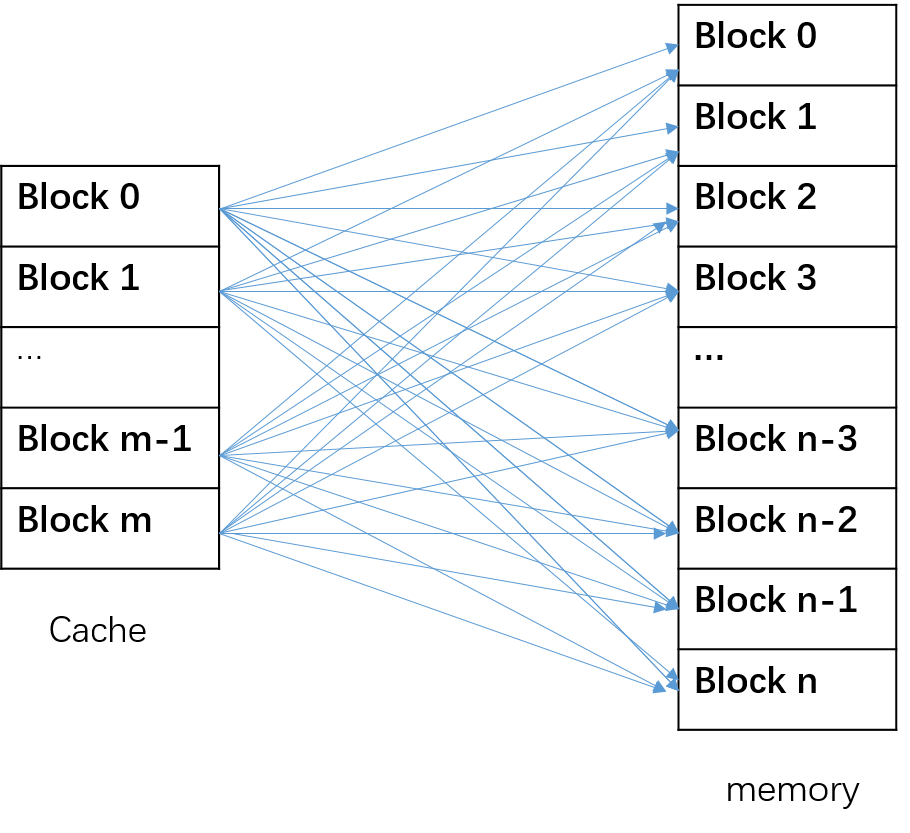 Block 0
Block 1
...
Block m-1
Block m
Cache
Block 0
Block 1
Block 2
Block 3
...
Block n-3
Block n-2
Block n-1
Block n
memory